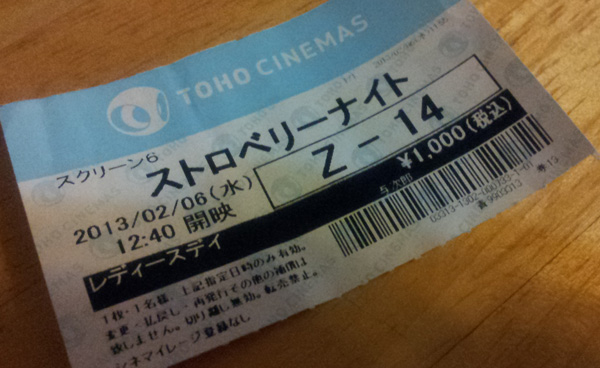 TOHO CINEMAS
スクリーン6
ストロベリーナイト
2013/02/06(水)
12:40 開映
Z-14
レディースデイ
¥1,000(税込)
1枚・1名様、上記指定日時のみ有効。
変更・払戻し・再発行その他の補償は
致しません。切り離し無効。転売禁止。
シネマイレージ登録なし